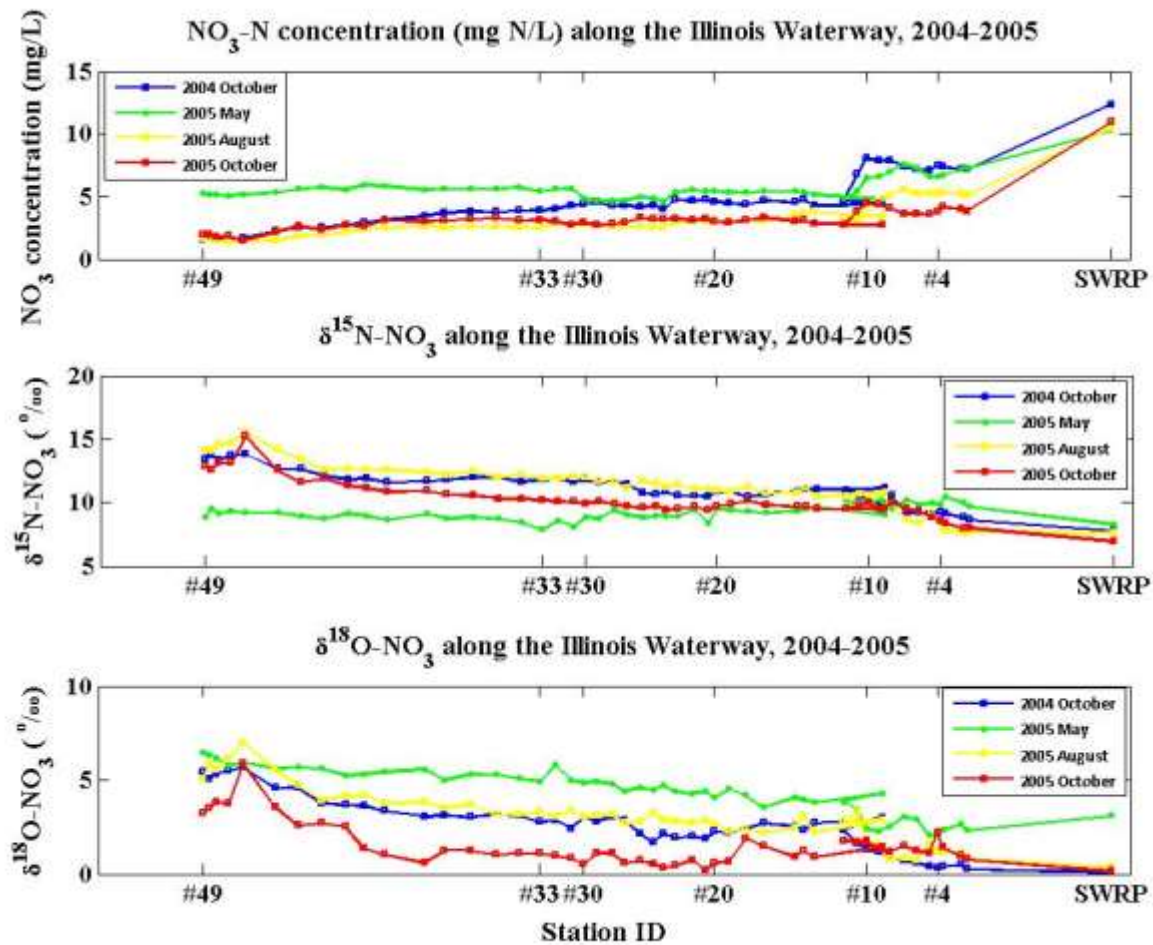 NO3-N concentration (mg N/L) along the Illinois Waterway, 2004-2005
NO3 concentration (mg/L)
15
10
5
0
2004 October
2005 May
2005 August
2005 October
#49
#33
#30
#20
#10
#4
SWRP
δ15N-NO3 along the Illinois Waterway, 2004-2005
δ15N-NO3 (o/oo)
20
15
10
5
2004 October
2005 May
2005 August
2005 October
#49
#33
#30
#20
#10
#4
SWRP
δ18O-NO3 along the Illinois Waterway, 2004-2005
δ18O-NO3 (o/oo)
10
5
0
2004 October
2005 May
2005 August
2005 October
#49
#33
#30
#20
#10
#4
SWRP
Station ID